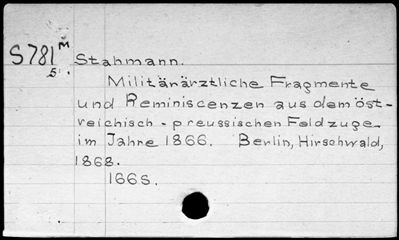 S781 M Stahmann.
5.
Militärärztliche Fragmente
und Reminiscenzen aus dem öst-
reichisch-preussischen Feldzuge
im Jahre 1866. Berlin, Hirschwald,
1868.
166S.